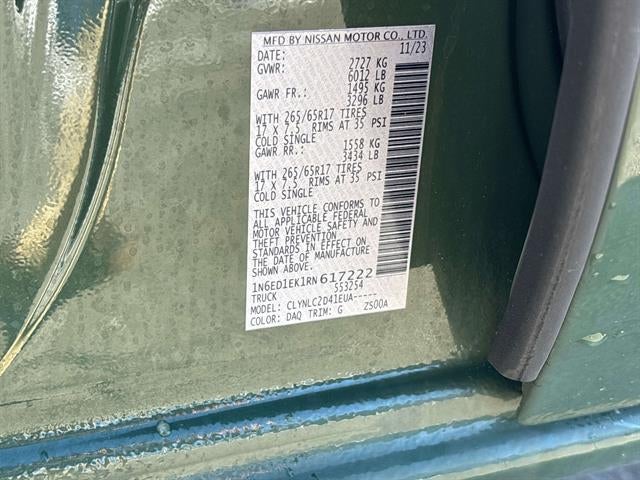 MFD BY NISSAN MOTOR CO., LTD.
DATE: 11/23
GVWR: 2727 KG
6012 LB
GAWR FR.: 1495 KG
3296 LB
WITH 265/65R17 TIRES
17 X 7.5 RIMS AT 35 PSI
COLD SINGLE
GAWR RR.: 1558 KG
3434 LB
WITH 265/65R17 TIRES
17 X 7.5 RIMS AT 35 PSI
COLD SINGLE
THIS VEHICLE CONFORMS TO
ALL APPLICABLE FEDERAL
MOTOR VEHICLE SAFETY AND
THEFT PREVENTION
STANDARDS IN EFFECT ON
THE DATE OF MANUFACTURE
SHOWN ABOVE.
1N6ED1EK1RN617222
TRUCK 553254
MODEL: CLYNLC2D41EUA-----
COLOR: DAQ TRIM: G ZS00A